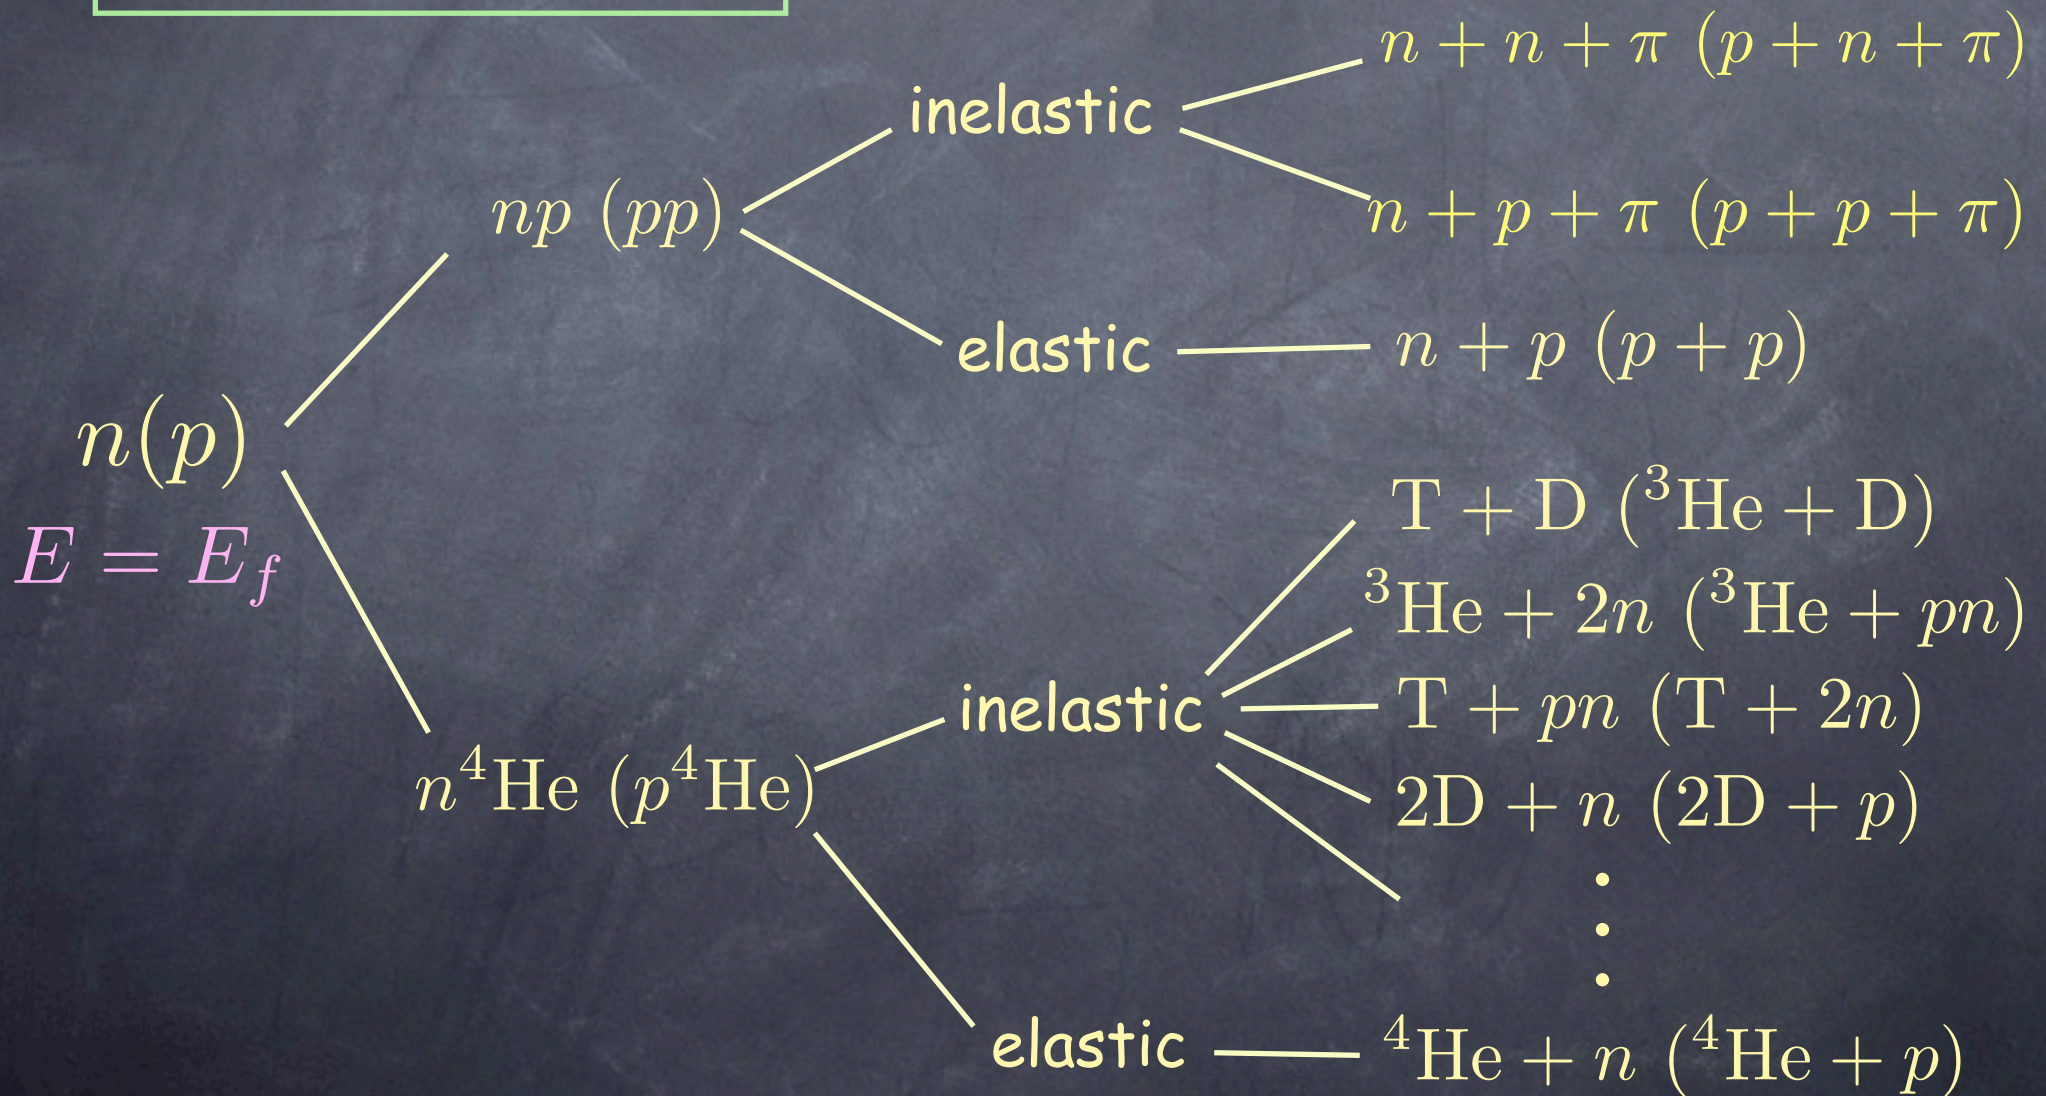 n + n + π (p + n + π)
inelastic
np (pp)
n + p + π (p + p + π)
elastic
n + p (p + p)
n(p)
E = E_f
T + D (³He + D)
³He + 2n (³He + pn)
inelastic
T + pn (T + 2n)
n⁴He (p⁴He)
2D + n (2D + p)
⋮
elastic
⁴He + n (⁴He + p)